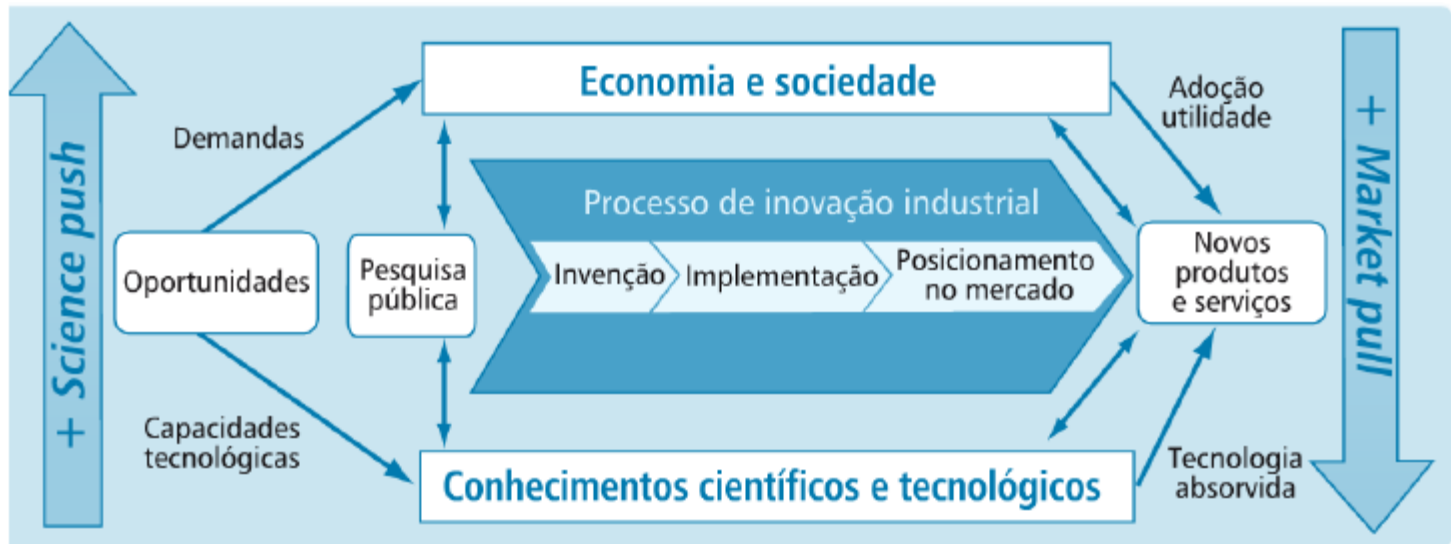 Economia e sociedade
Adoção
utilidade
Demandas
+ Science push
+ Market pull
Processo de inovação industrial
Oportunidades
Pesquisa
pública
Invenção
Implementação
Posicionamento
no mercado
Novos
produtos
e serviços
Capacidades
tecnológicas
Conhecimentos científicos e tecnológicos
Tecnologia
absorvida